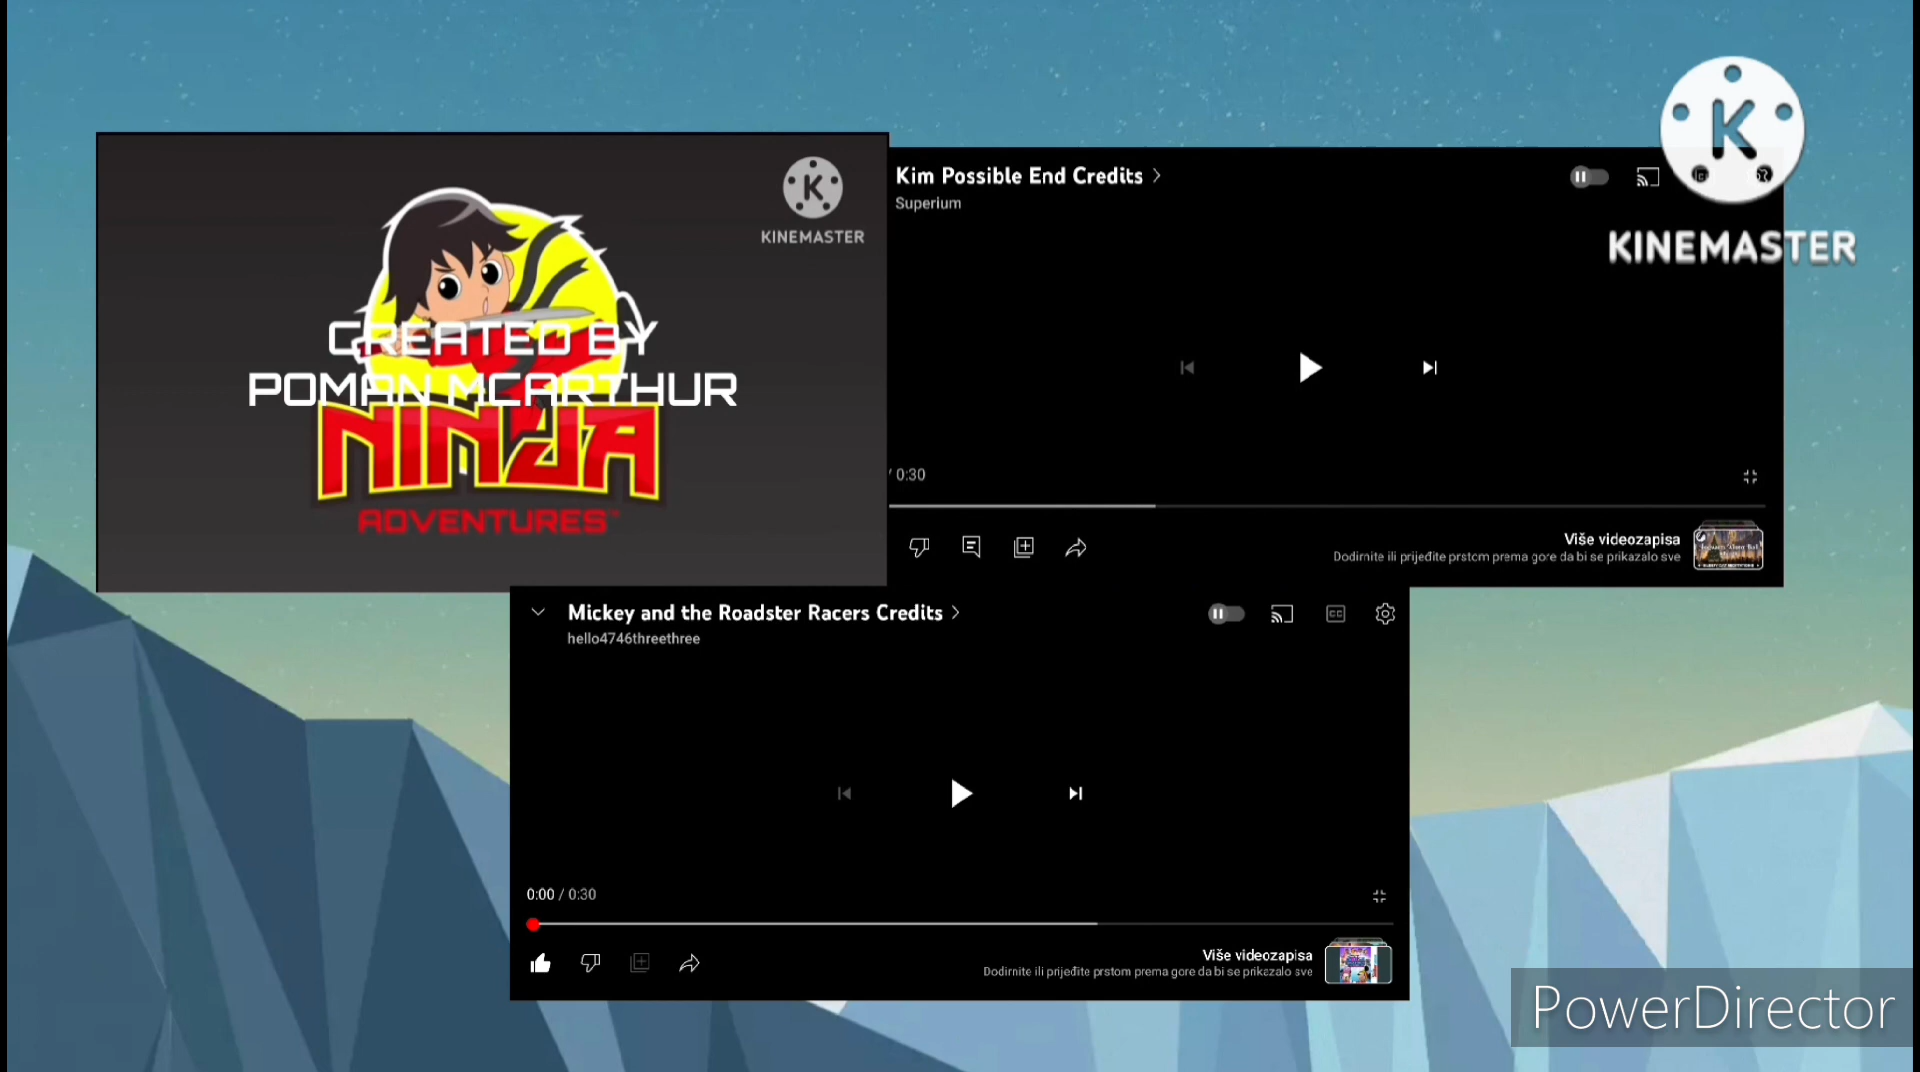 K
KINEMASTER
K
KINEMASTER
CREATED BY
POMAN MCARTHUR
NINJA
ADVENTURES™
Kim Possible End Credits
Superium
/ 0:30
Više videozapisa
Dodirnite ili prijeđite prstom prema gore da bi se prikazalo sve
Mickey and the Roadster Racers Credits
hello4746threethree
CC
0:00 / 0:30
Više videozapisa
Dodirnite ili prijeđite prstom prema gore da bi se prikazalo sve
PowerDirector